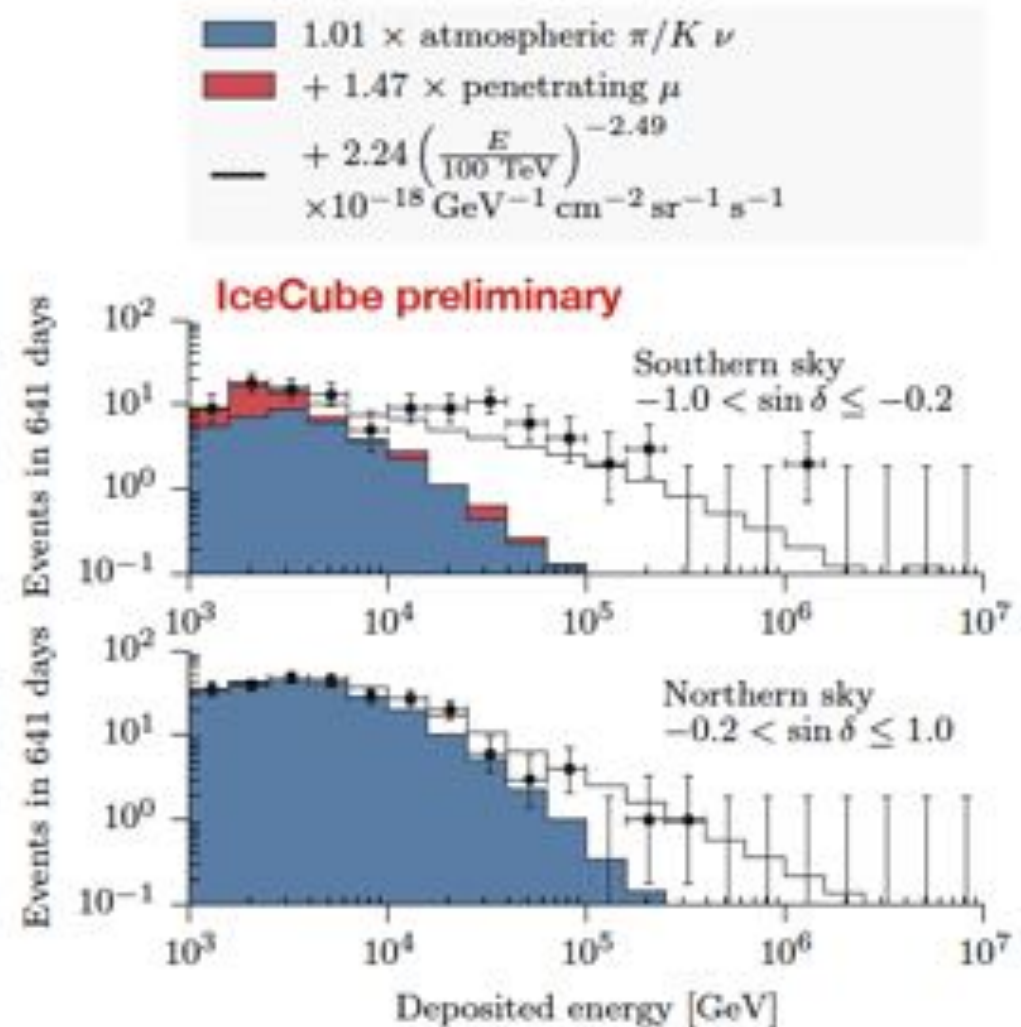 1.01 × atmospheric π/K ν
+ 1.47 × penetrating μ
+ 2.24 (E/100 TeV)^−2.49
×10^−18 GeV^−1 cm^−2 sr^−1 s^−1
IceCube preliminary
Events in 641 days
10^2
10^1
10^0
10^−1
Southern sky
−1.0 < sin δ ≤ −0.2
10^3 10^4 10^5 10^6 10^7
Events in 641 days
10^2
10^1
10^0
10^−1
Northern sky
−0.2 < sin δ ≤ 1.0
10^3 10^4 10^5 10^6 10^7
Deposited energy [GeV]